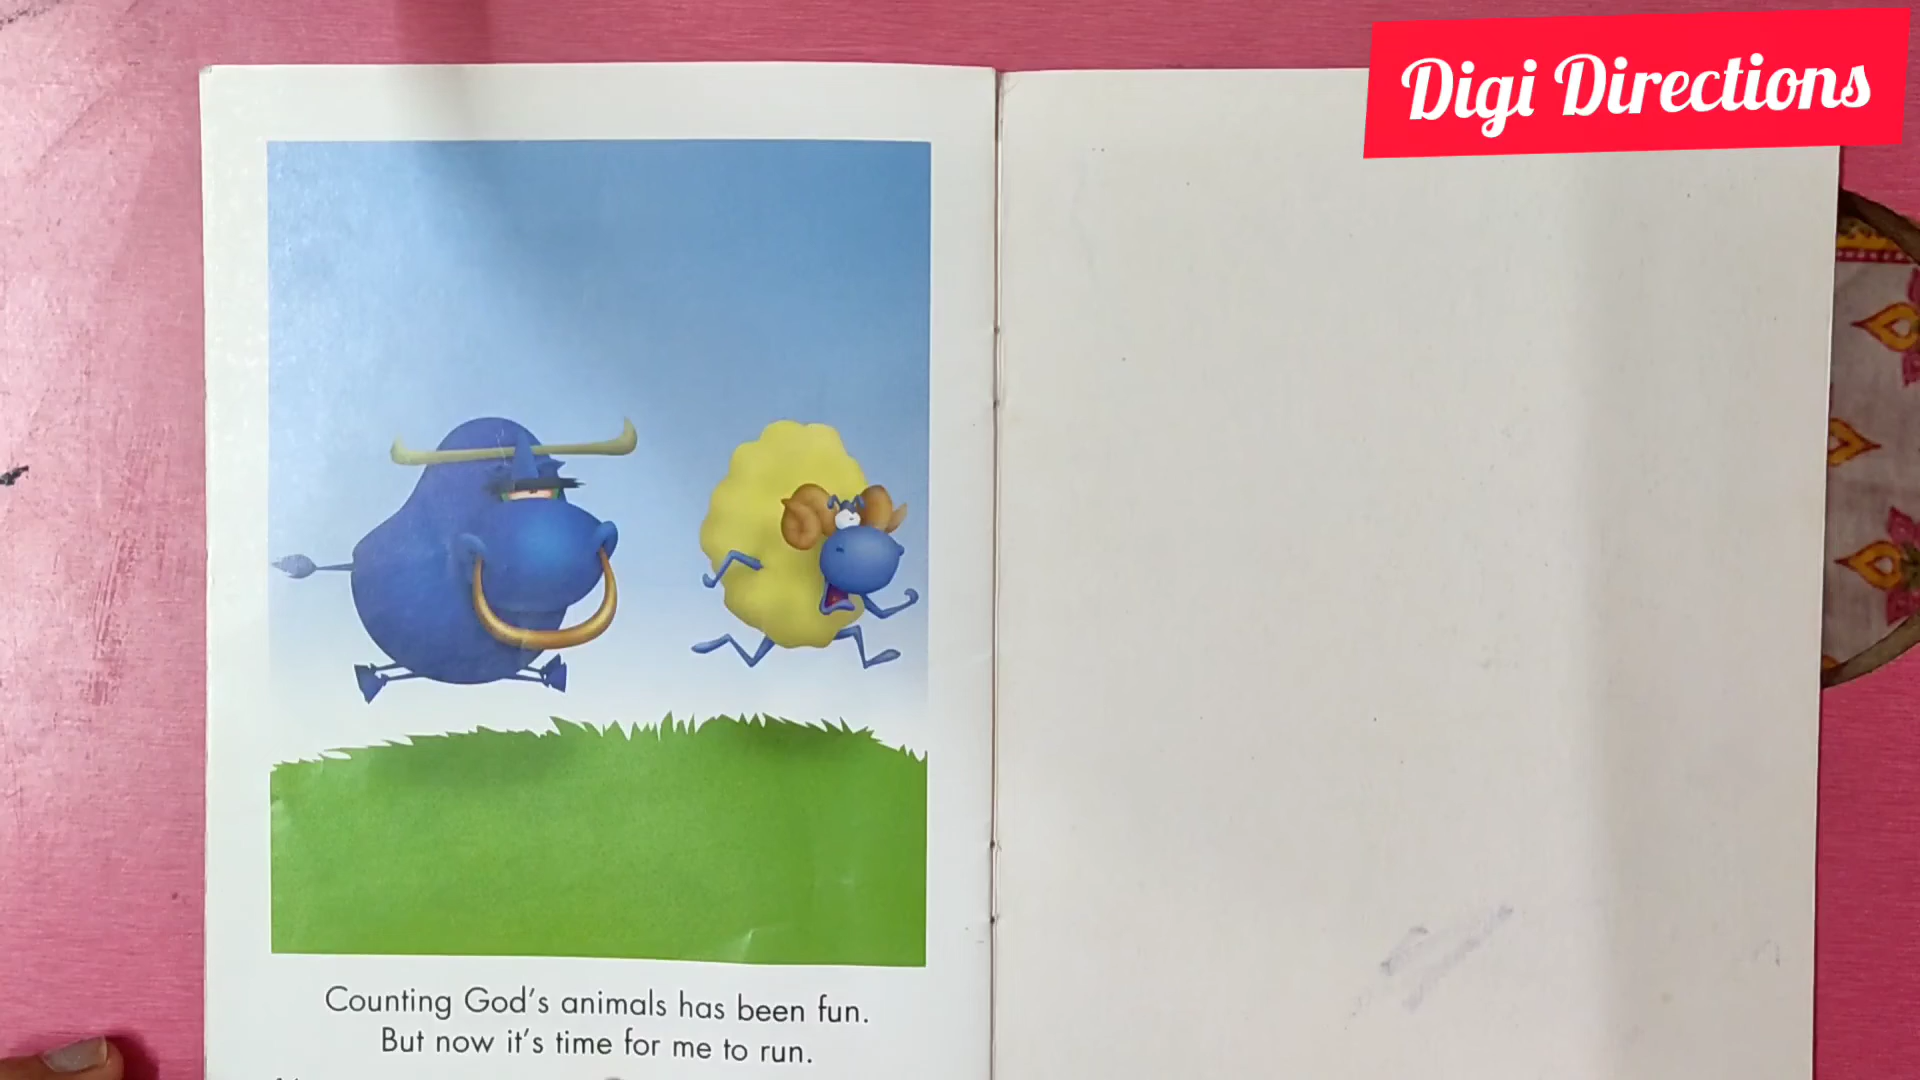 Digi Directions
Counting God's animals has been fun.
But now it's time for me to run.